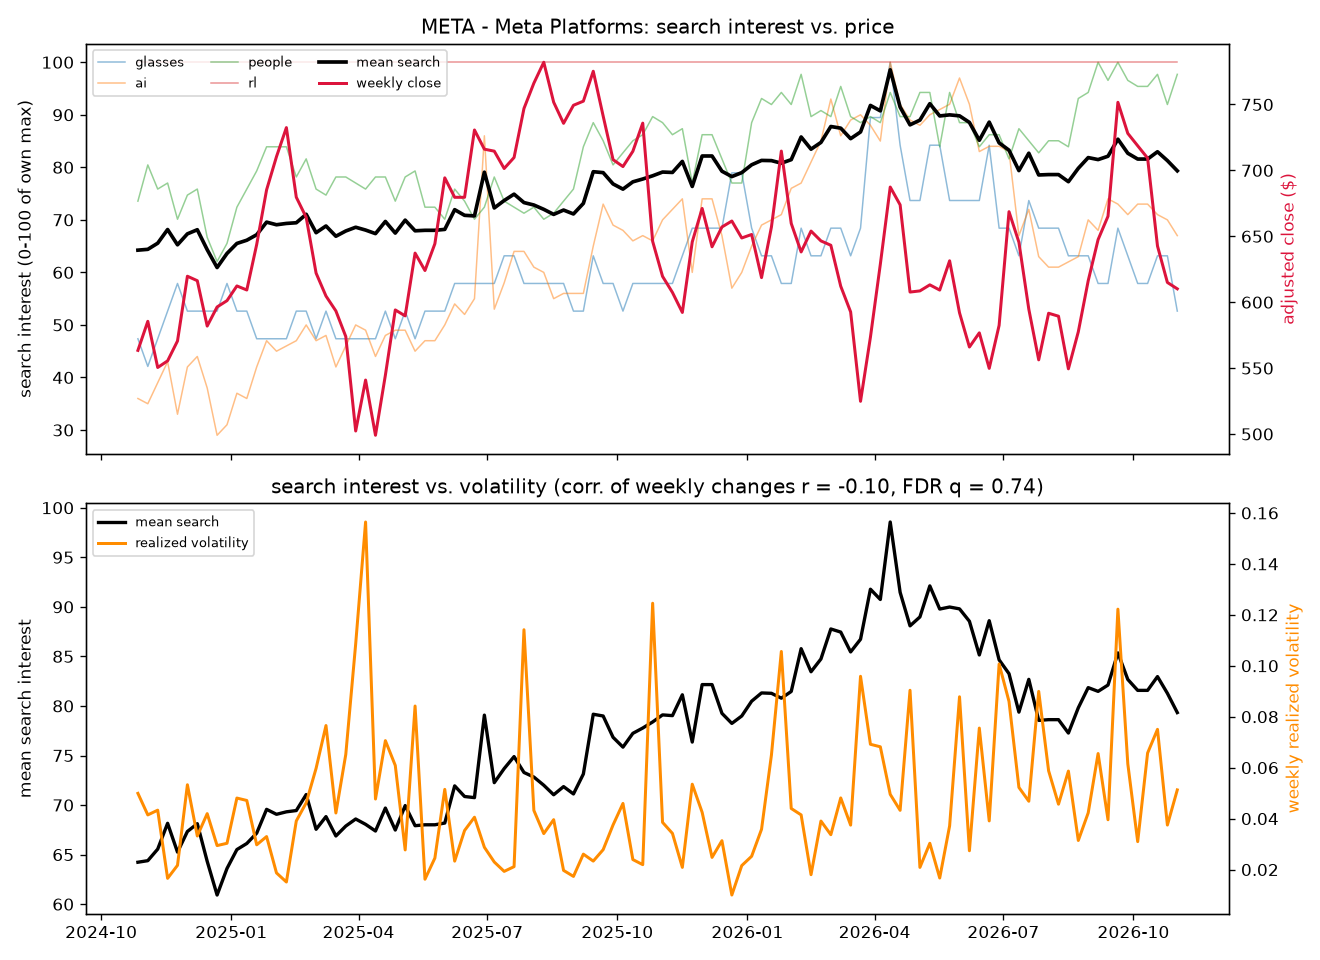 META - Meta Platforms: search interest vs. price
glasses
ai
people
rl
mean search
weekly close
100
90
80
70
60
50
40
30
search interest (0-100 of own max)
750
700
650
600
550
500
adjusted close ($)
search interest vs. volatility (corr. of weekly changes r = -0.10, FDR q = 0.74)
mean search
realized volatility
100
95
90
85
80
75
70
65
60
mean search interest
0.16
0.14
0.12
0.10
0.08
0.06
0.04
0.02
weekly realized volatility
2024-10 2025-01 2025-04 2025-07 2025-10 2026-01 2026-04 2026-07 2026-10